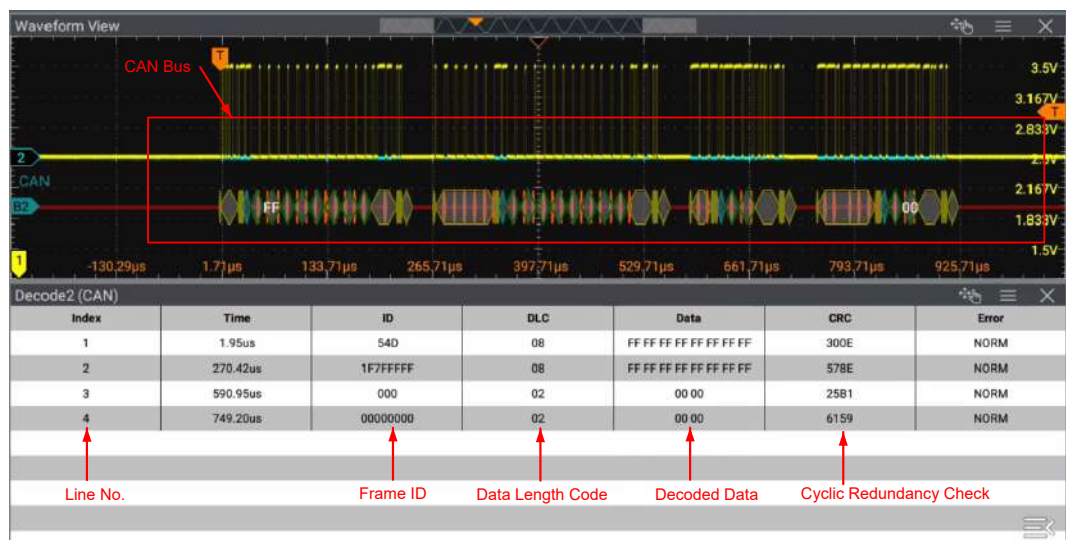 Waveform View
T
CAN Bus
3.5V
3.167V
T
2.833V
2
2.5V
CAN
2.167V
B2
FF
00
1.833V
1.5V
1
-130.29µs 1.71µs 133.71µs 265.71µs 397.71µs 529.71µs 661.71µs 793.71µs 925.71µs
Decode2 (CAN)
Index Time ID DLC Data CRC Error
1 1.95us 54D 08 FF FF FF FF FF FF FF FF 300E NORM
2 270.42us 1F7FFFFF 08 FF FF FF FF FF FF FF FF 578E NORM
3 590.95us 000 02 00 00 25B1 NORM
4 749.20us 00000000 02 00 00 6159 NORM
Line No. Frame ID Data Length Code Decoded Data Cyclic Redundancy Check